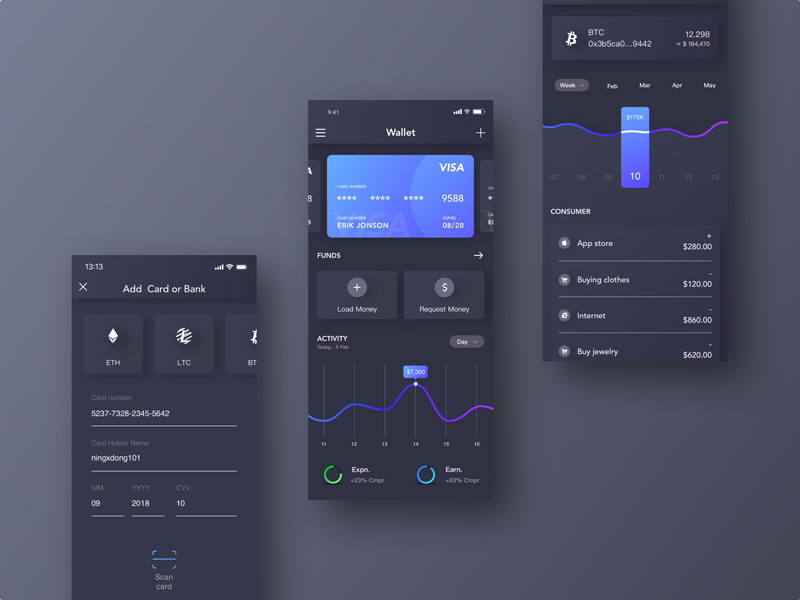 13:13
Add Card or Bank
ETH
LTC
BT
Card number
5237-7328-2345-5642
Card Holder Name
ningxdong101
MM YYYY CVV
09 2018 10
Scan
card
9:41
Wallet
VISA
CARD NUMBER
**** **** **** 9588
CARD NUMBER EXPIRE
ERIK JONSON 08/28
VISA
FUNDS
Load Money
$
Request Money
ACTIVITY
Today, 6 Feb
Day
$7,350
11 12 13 14 15 16
Expn.
+23% Cmpr
Earn.
+83% Cmpr
BTC 12.298
0x3b5ca0...9442 ≈ $ 184,470
Week Feb Mar Apr May
$175K
07 08 09 10 11 12 13
CONSUMER
App store + $280.00
Buying clothes - $120.00
Internet - $860.00
Buy jewelry - $620.00